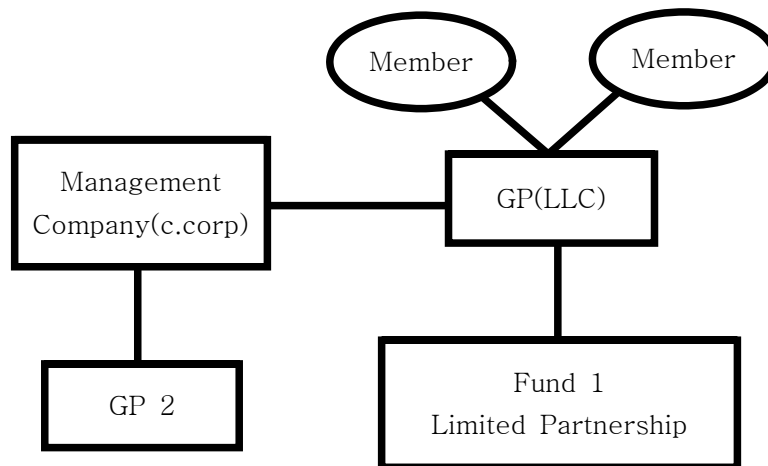 Member
Member
Management
Company(c.corp)
GP(LLC)
GP 2
Fund 1
Limited Partnership